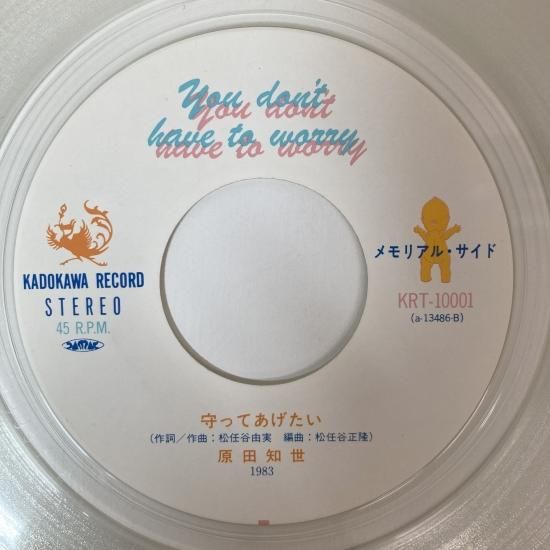 You don't
have to worry
KADOKAWA RECORD
STEREO
45 R.P.M.
メモリアル・サイド
KRT-10001
(a-13486-B)
守ってあげたい
(作詞/作曲:松任谷由実 編曲:松任谷正隆)
原田知世
1983